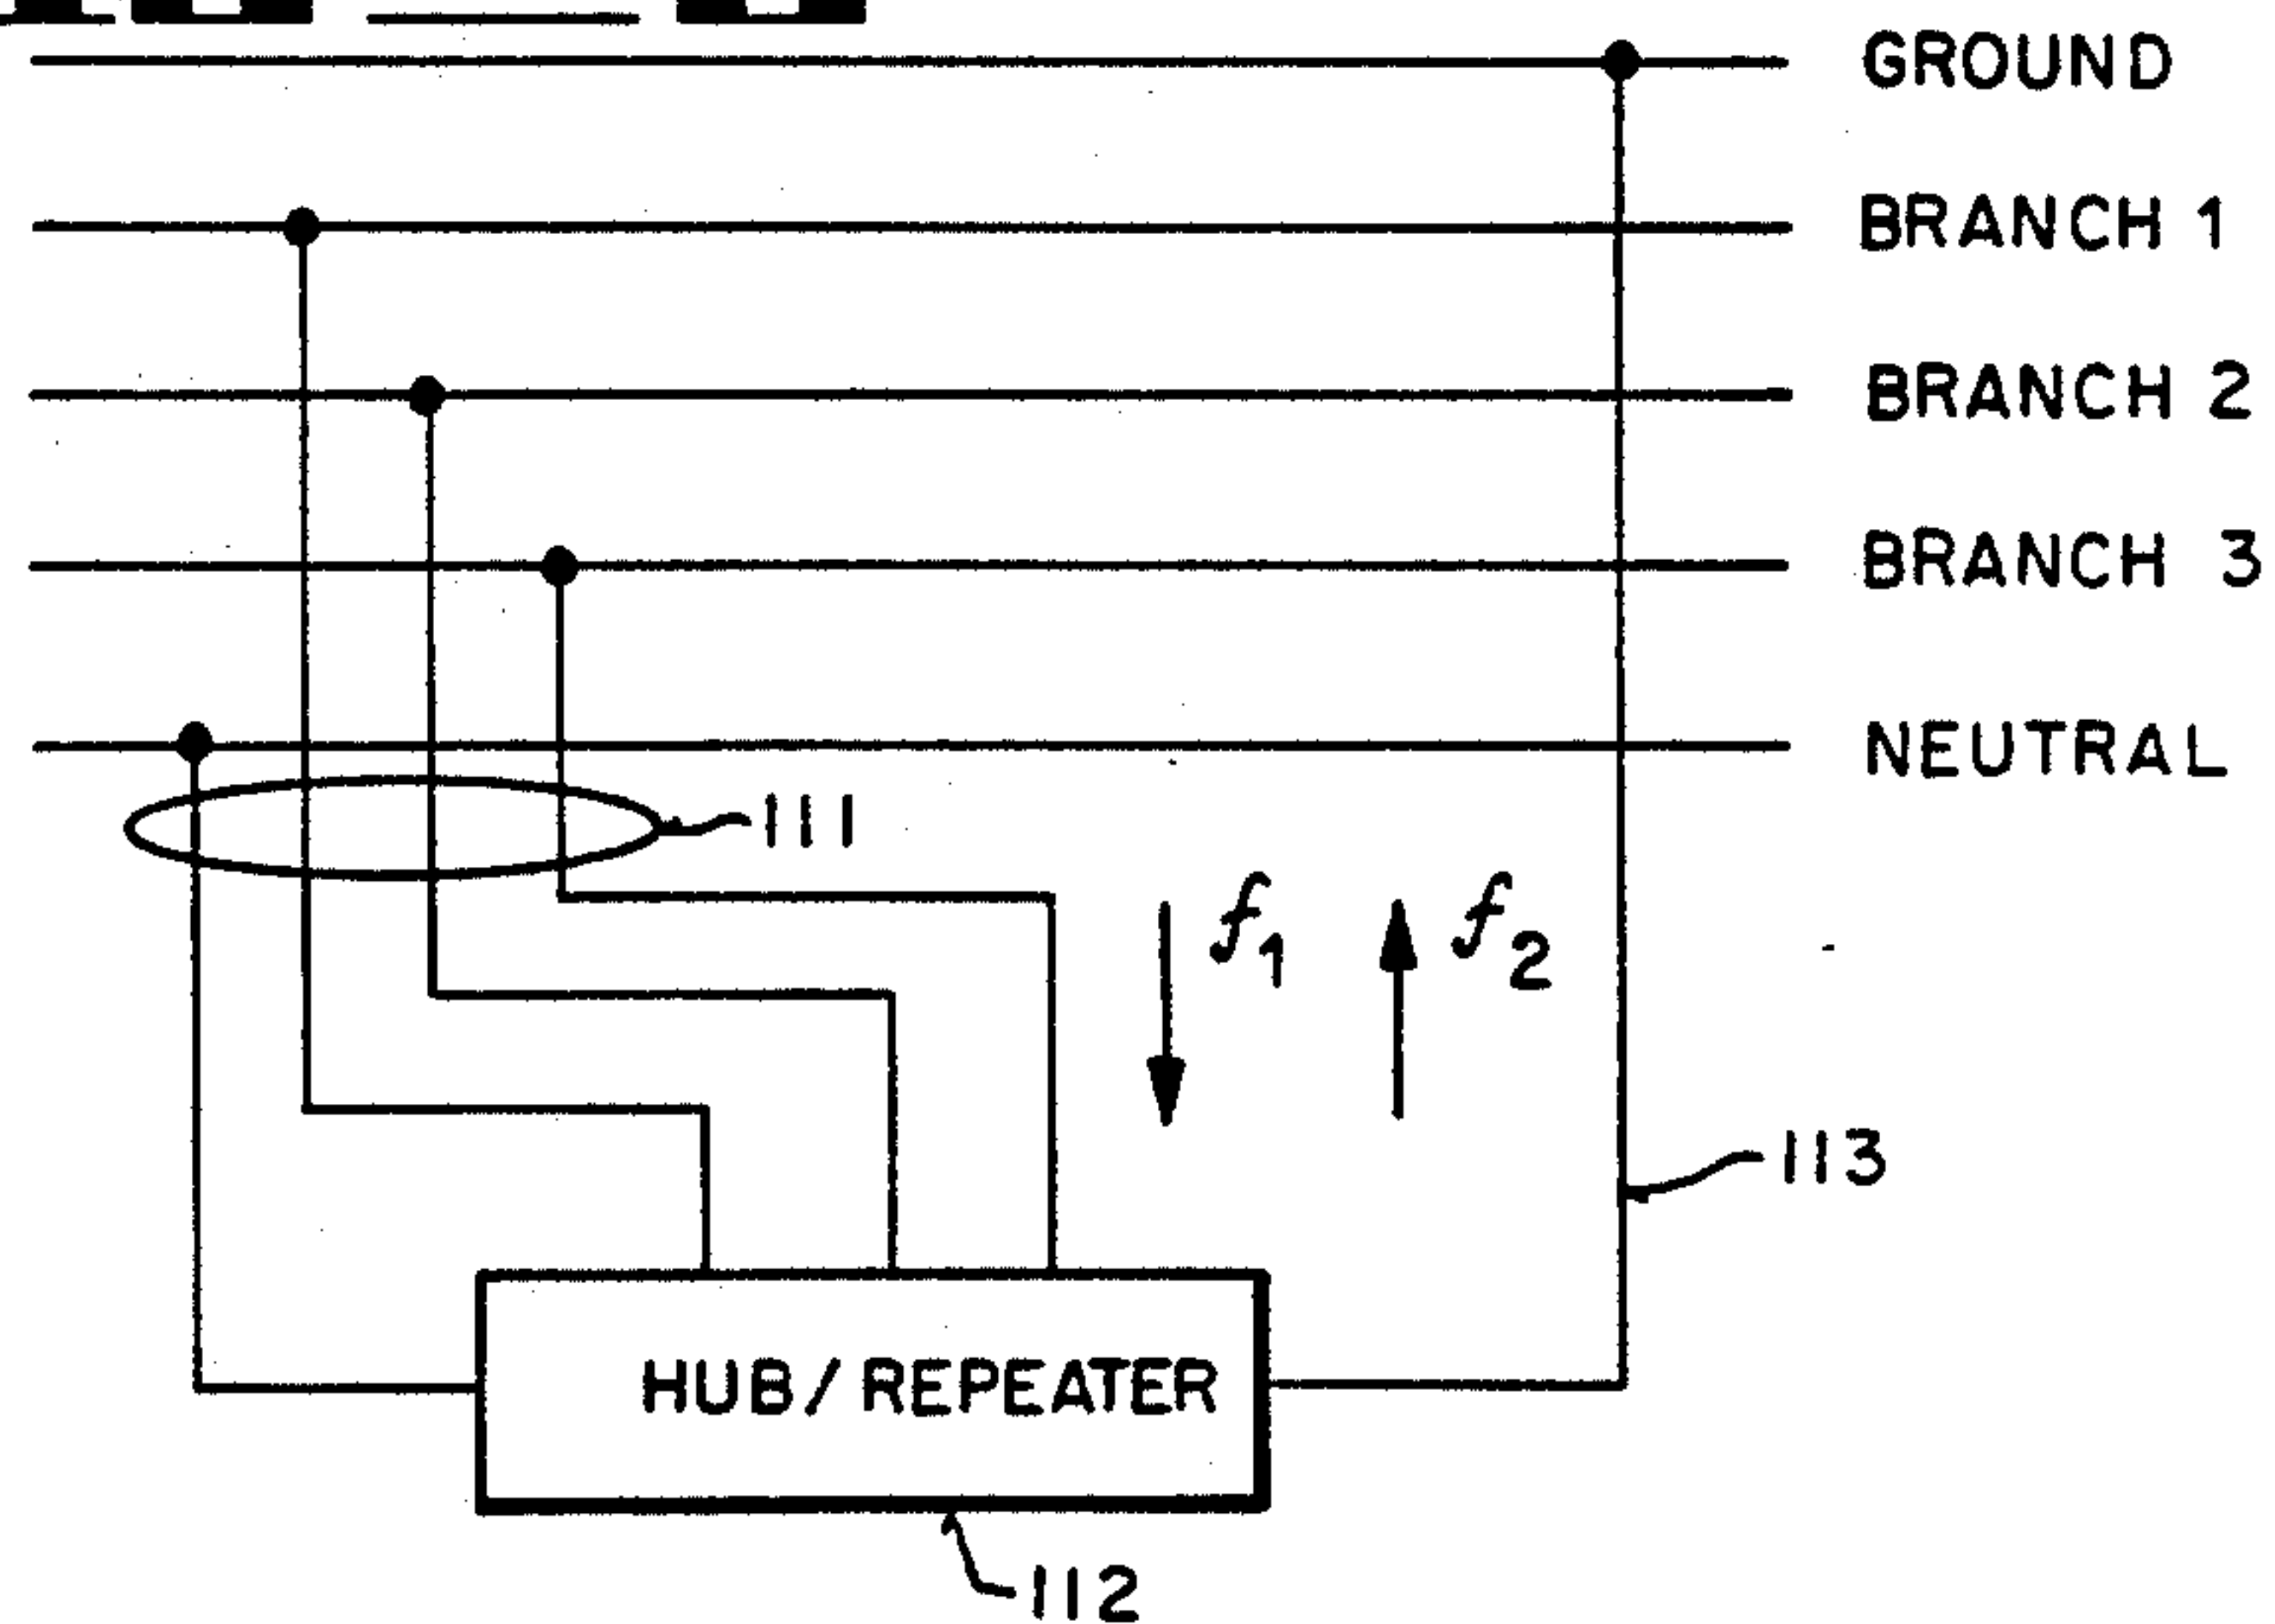 GROUND
BRANCH 1
BRANCH 2
BRANCH 3
NEUTRAL
111
f1
f2
113
HUB/REPEATER
112